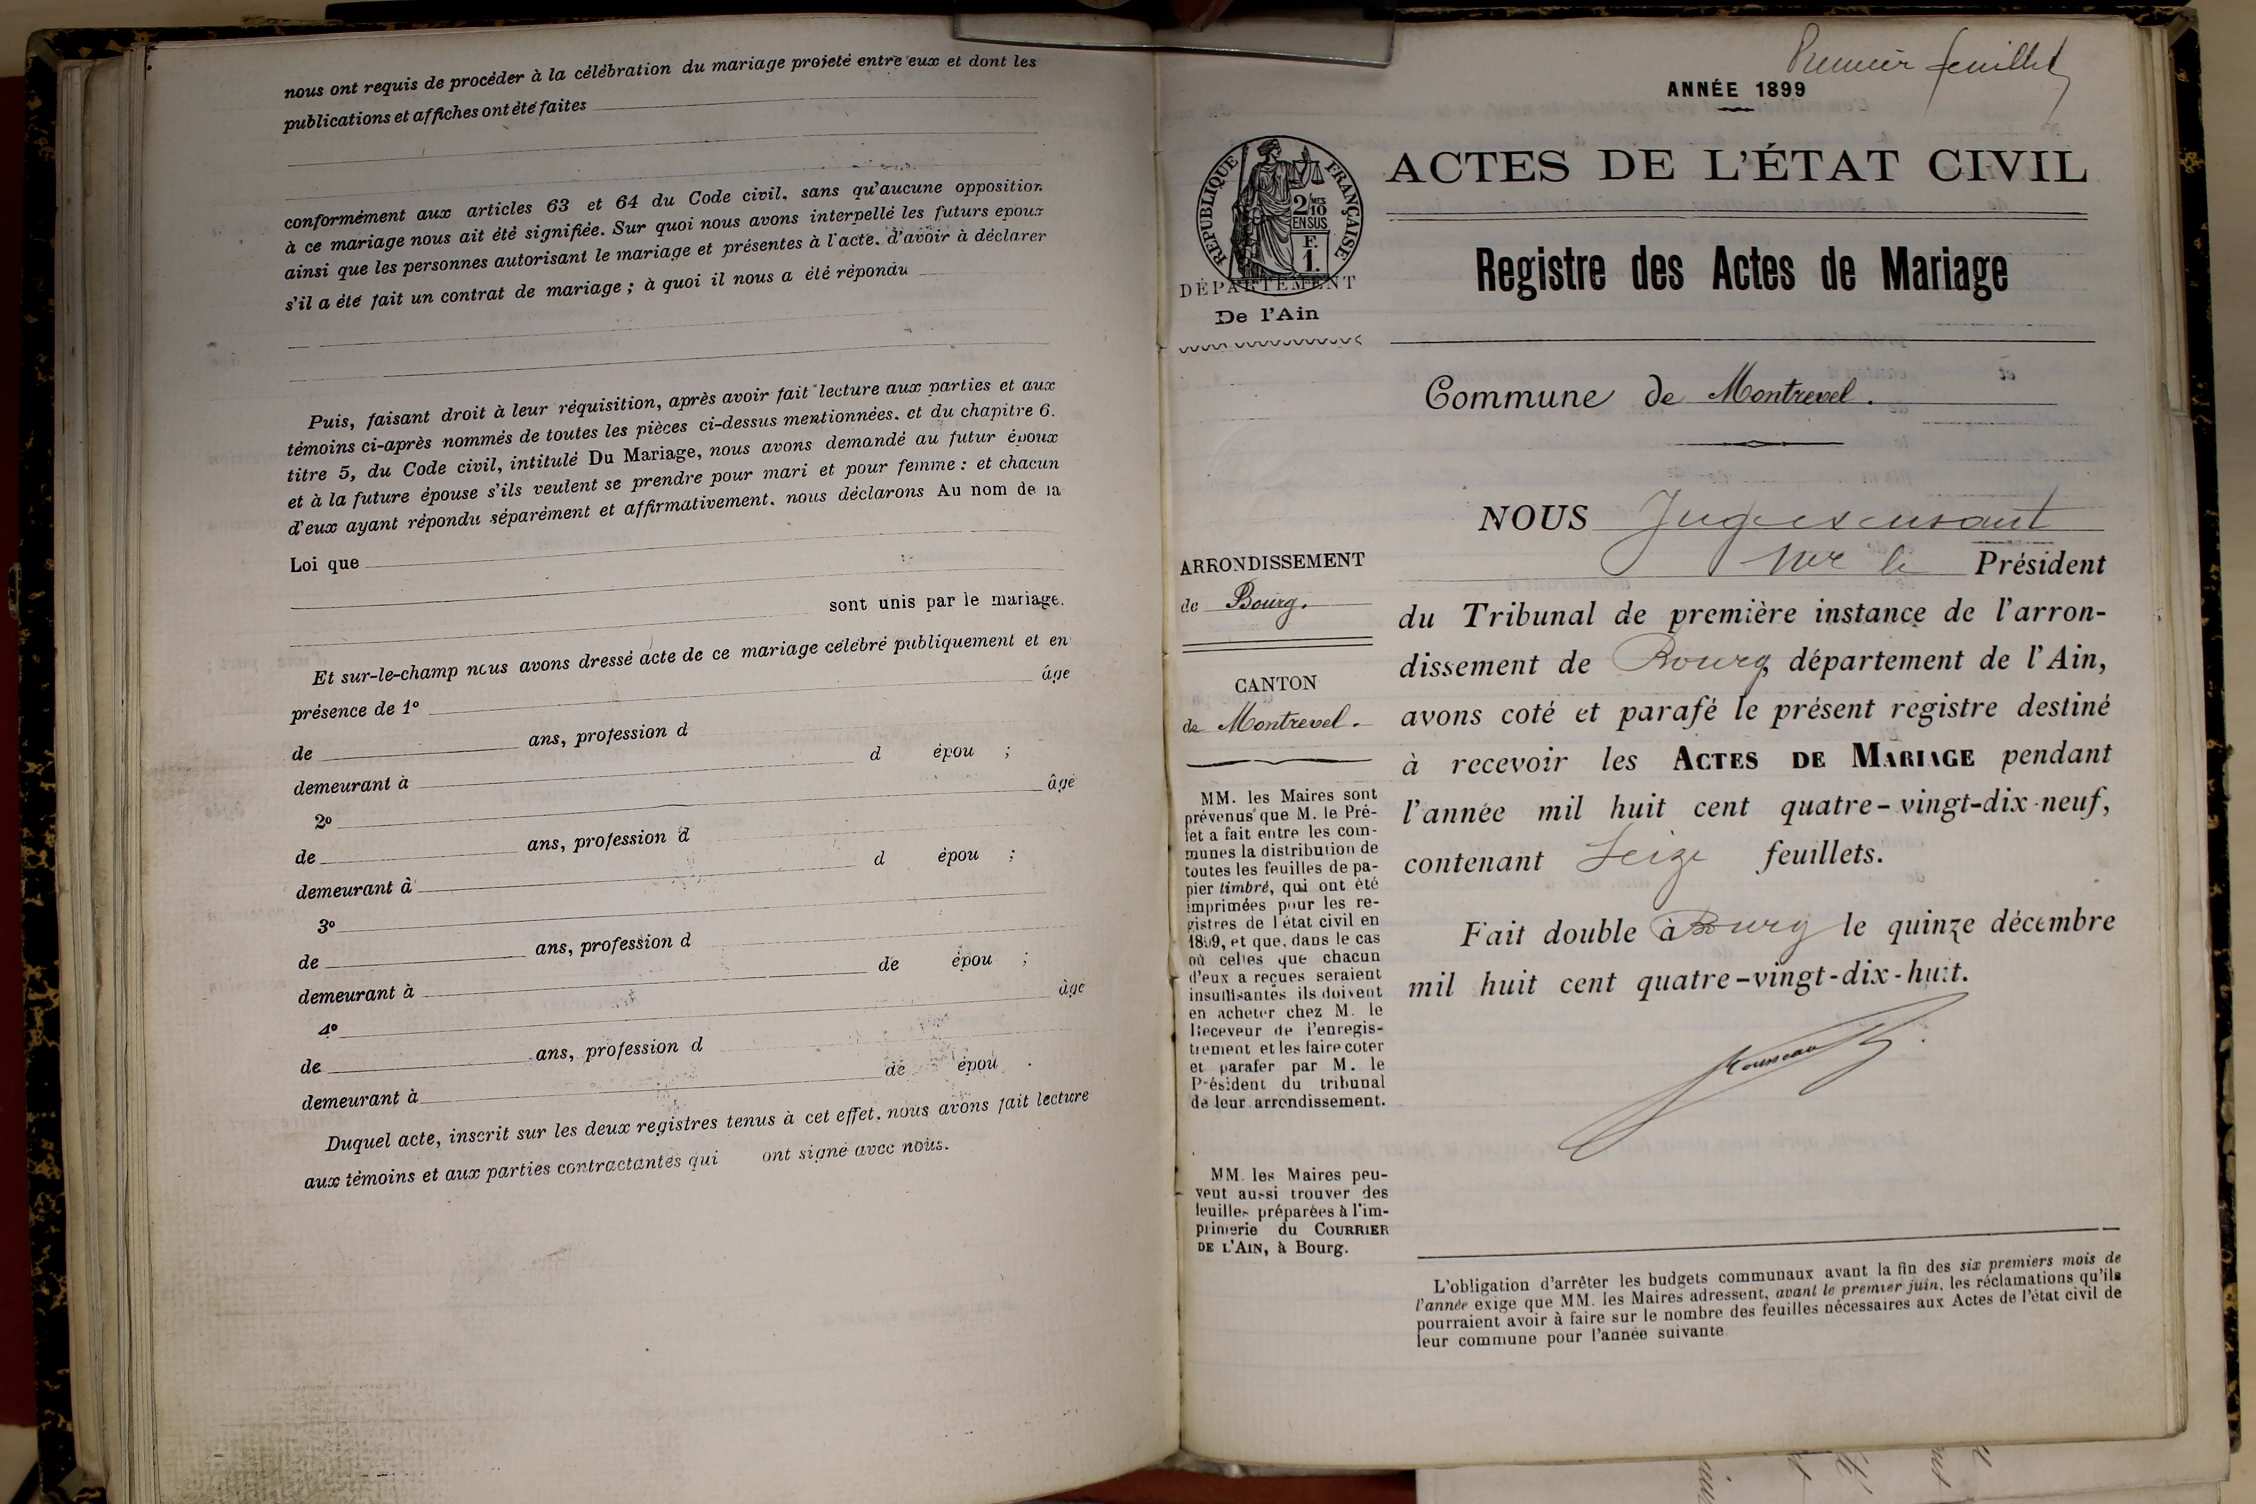 nous ont requis de procéder à la célébration du mariage projeté entre eux et dont les
publications et affiches ont été faites
conformément aux articles 63 et 64 du Code civil, sans qu'aucune opposition
à ce mariage nous ait été signifiée. Sur quoi nous avons interpellé les futurs époux
ainsi que les personnes autorisant le mariage et présentes à l'acte, d'avoir à déclarer
s'il a été fait un contrat de mariage ; à quoi il nous a été répondu
Puis, faisant droit à leur réquisition, après avoir fait lecture aux parties et aux
témoins ci-après nommés de toutes les pièces ci-dessus mentionnées, et du chapitre 6.
titre 5, du Code civil, intitulé Du Mariage, nous avons demandé au futur époux
et à la future épouse s'ils veulent se prendre pour mari et pour femme : et chacun
d'eux ayant répondu séparément et affirmativement, nous déclarons Au nom de la
Loi que
sont unis par le mariage.
Et sur-le-champ nous avons dressé acte de ce mariage célébré publiquement et en
présence de 1º âge
de ans, profession d
demeurant à d épou ;
2º âgé
de ans, profession d
demeurant à d épou ;
3º
de ans, profession d
demeurant à de épou ;
4º âge
de ans, profession d
demeurant à de épou .
Duquel acte, inscrit sur les deux registres tenus à cet effet, nous avons fait lecture
aux témoins et aux parties contractantes qui ont signé avec nous.
Premier feuillet
ANNÉE 1899
RÉPUBLIQUE FRANÇAISE
2/10 EN SUS
F. 1.
DÉPARTEMENT
De l'Ain
ACTES DE L'ÉTAT CIVIL
Registre des Actes de Mariage
Commune de Montrevel.
ARRONDISSEMENT
de Bourg.
CANTON
de Montrevel.
MM. les Maires sont
prévenus que M. le Pré-
fet a fait entre les com-
munes la distribution de
toutes les feuilles de pa-
pier timbré, qui ont été
imprimées pour les re-
gistres de l'état civil en
1899, et que, dans le cas
où celles que chacun
d'eux a reçues seraient
insuffisantes ils doivent
en acheter chez M. le
Receveur de l'enregis-
trement et les faire coter
et parafer par M. le
Président du tribunal
de leur arrondissement.
MM. les Maires peu-
vent aussi trouver des
feuilles préparées à l'im-
primerie du COURRIER
DE L'AIN, à Bourg.
NOUS Juge
le Président
du Tribunal de première instance de l'arron-
dissement de Bourg, département de l'Ain,
avons coté et parafé le présent registre destiné
à recevoir les ACTES DE MARIAGE pendant
l'année mil huit cent quatre-vingt-dix-neuf,
contenant Seize feuillets.
Fait double à Bourg le quinze décembre
mil huit cent quatre-vingt-dix-huit.
L'obligation d'arrêter les budgets communaux avant la fin des six premiers mois de
l'année exige que MM. les Maires adressent, avant le premier juin, les réclamations qu'ils
pourraient avoir à faire sur le nombre des feuilles nécessaires aux Actes de l'état civil de
leur commune pour l'année suivante